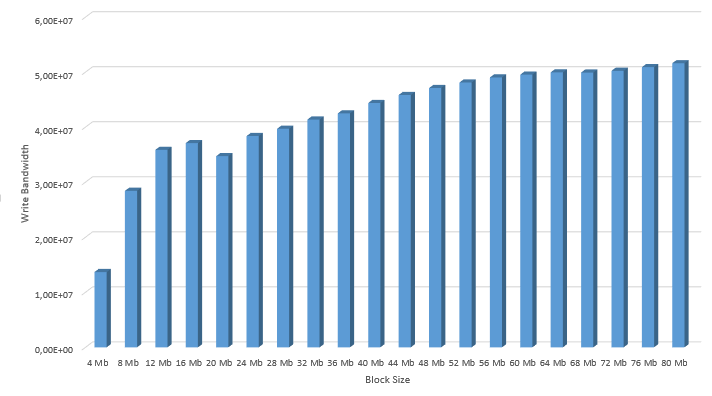 6,00E+07
5,00E+07
4,00E+07
3,00E+07
2,00E+07
1,00E+07
0,00E+00
Write Bandwidth
4 Mb 8 Mb 12 Mb 16 Mb 20 Mb 24 Mb 28 Mb 32 Mb 36 Mb 40 Mb 44 Mb 48 Mb 52 Mb 56 Mb 60 Mb 64 Mb 68 Mb 72 Mb 76 Mb 80 Mb
Block Size